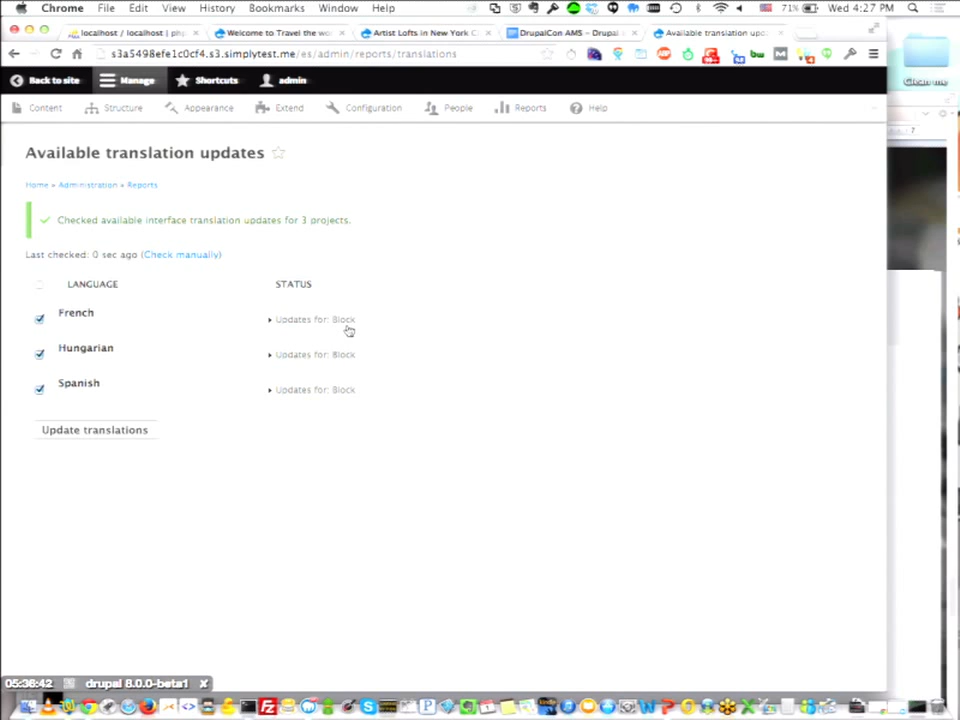 Chrome File Edit View History Bookmarks Window Help 71% Wed 4:27 PM
localhost / localhost | php Welcome to Travel the wo Artist Lofts in New York C DrupalCon AMS – Drupal Available translation upd
s3a5498efe1c0cf4.s3.simplytest.me/es/admin/reports/translations
Clean me
Back to site Manage Shortcuts admin
Content Structure Appearance Extend Configuration People Reports Help
Available translation updates
Home » Administration » Reports
Checked available interface translation updates for 3 projects.
Last checked: 0 sec ago (Check manually)
LANGUAGE STATUS
French Updates for: Block
Hungarian Updates for: Block
Spanish Updates for: Block
Update translations
05:36:42 drupal 8.0.0-beta1 X